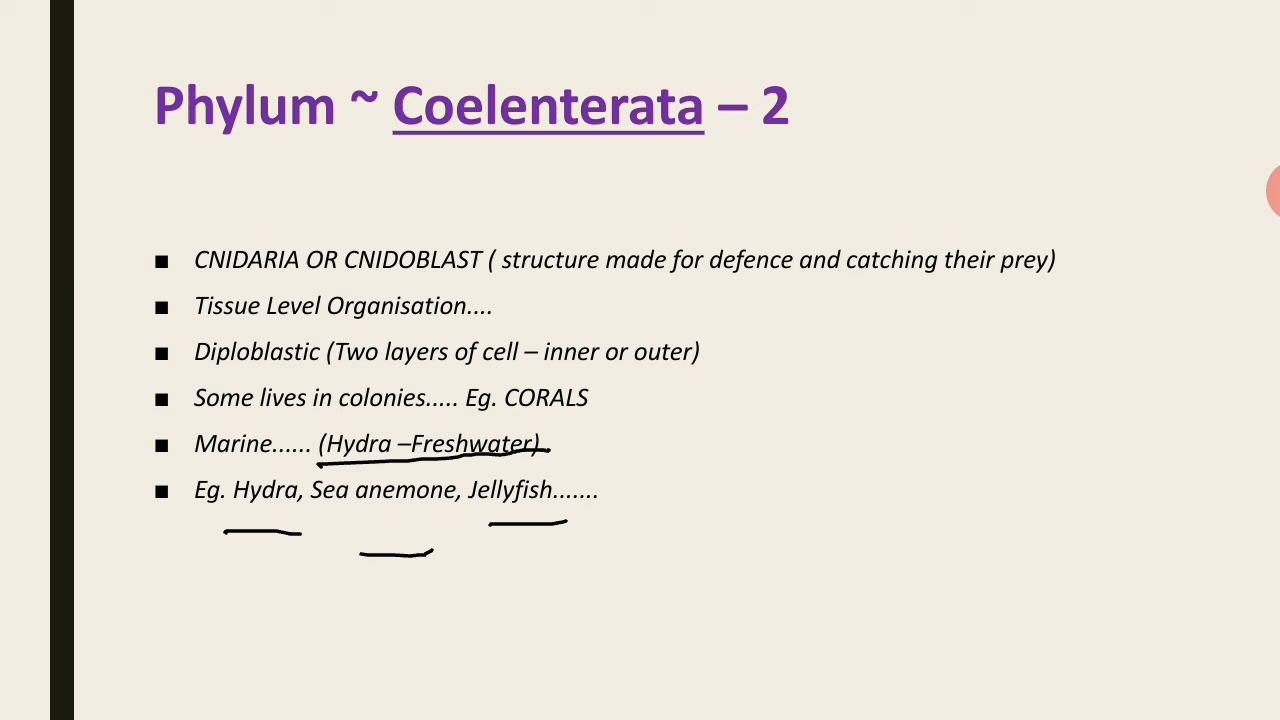 Phylum ~ Coelenterata – 2
■ CNIDARIA OR CNIDOBLAST ( structure made for defence and catching their prey)
■ Tissue Level Organisation....
■ Diploblastic (Two layers of cell – inner or outer)
■ Some lives in colonies..... Eg. CORALS
■ Marine...... (Hydra –Freshwater)
■ Eg. Hydra, Sea anemone, Jellyfish.......